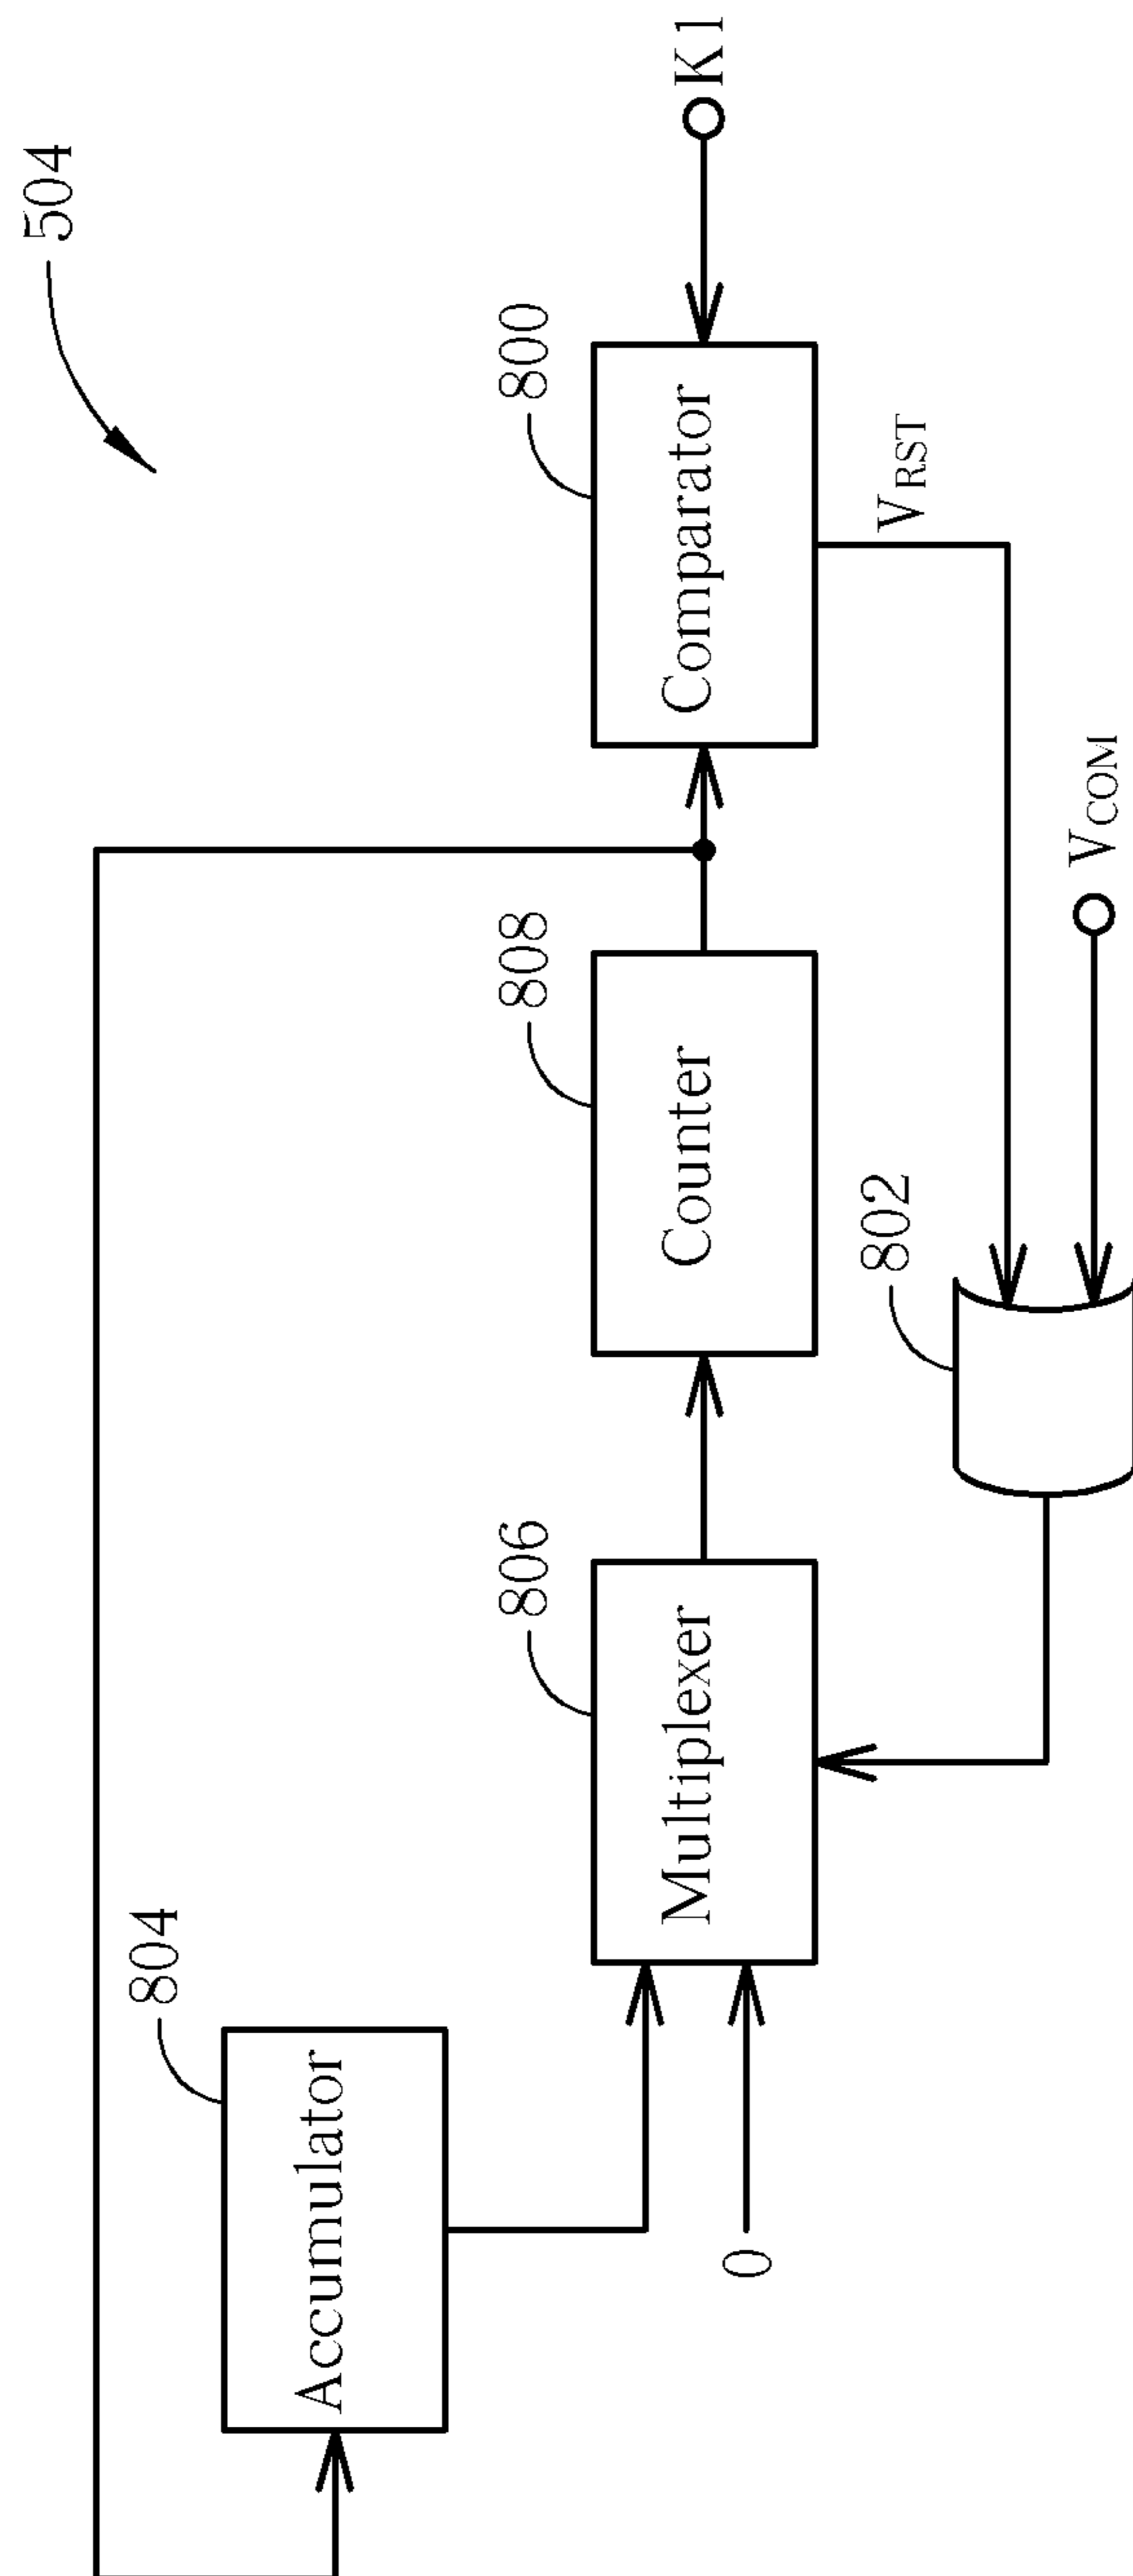 504
804
Accumulator
0
806
Multiplexer
808
Counter
800
Comparator
K1
802
VRST
VCOM